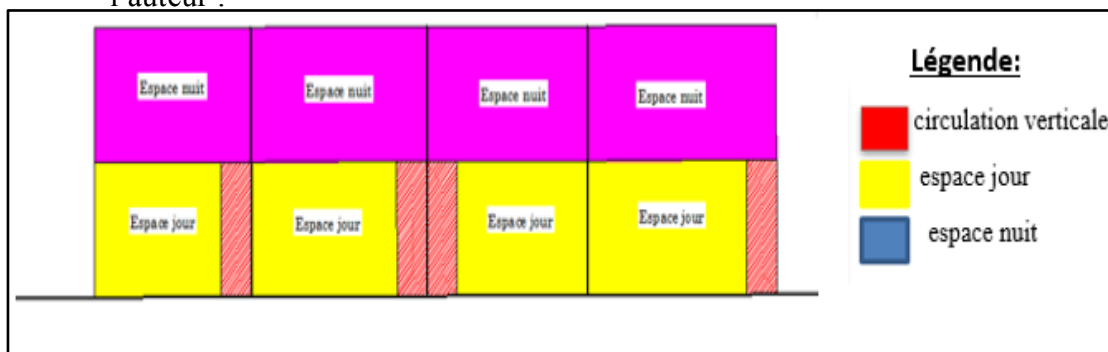 l'auteur :
Espace nuit Espace nuit Espace nuit Espace nuit
Espace jour Espace jour Espace jour Espace jour
Légende:
circulation verticale
espace jour
espace nuit